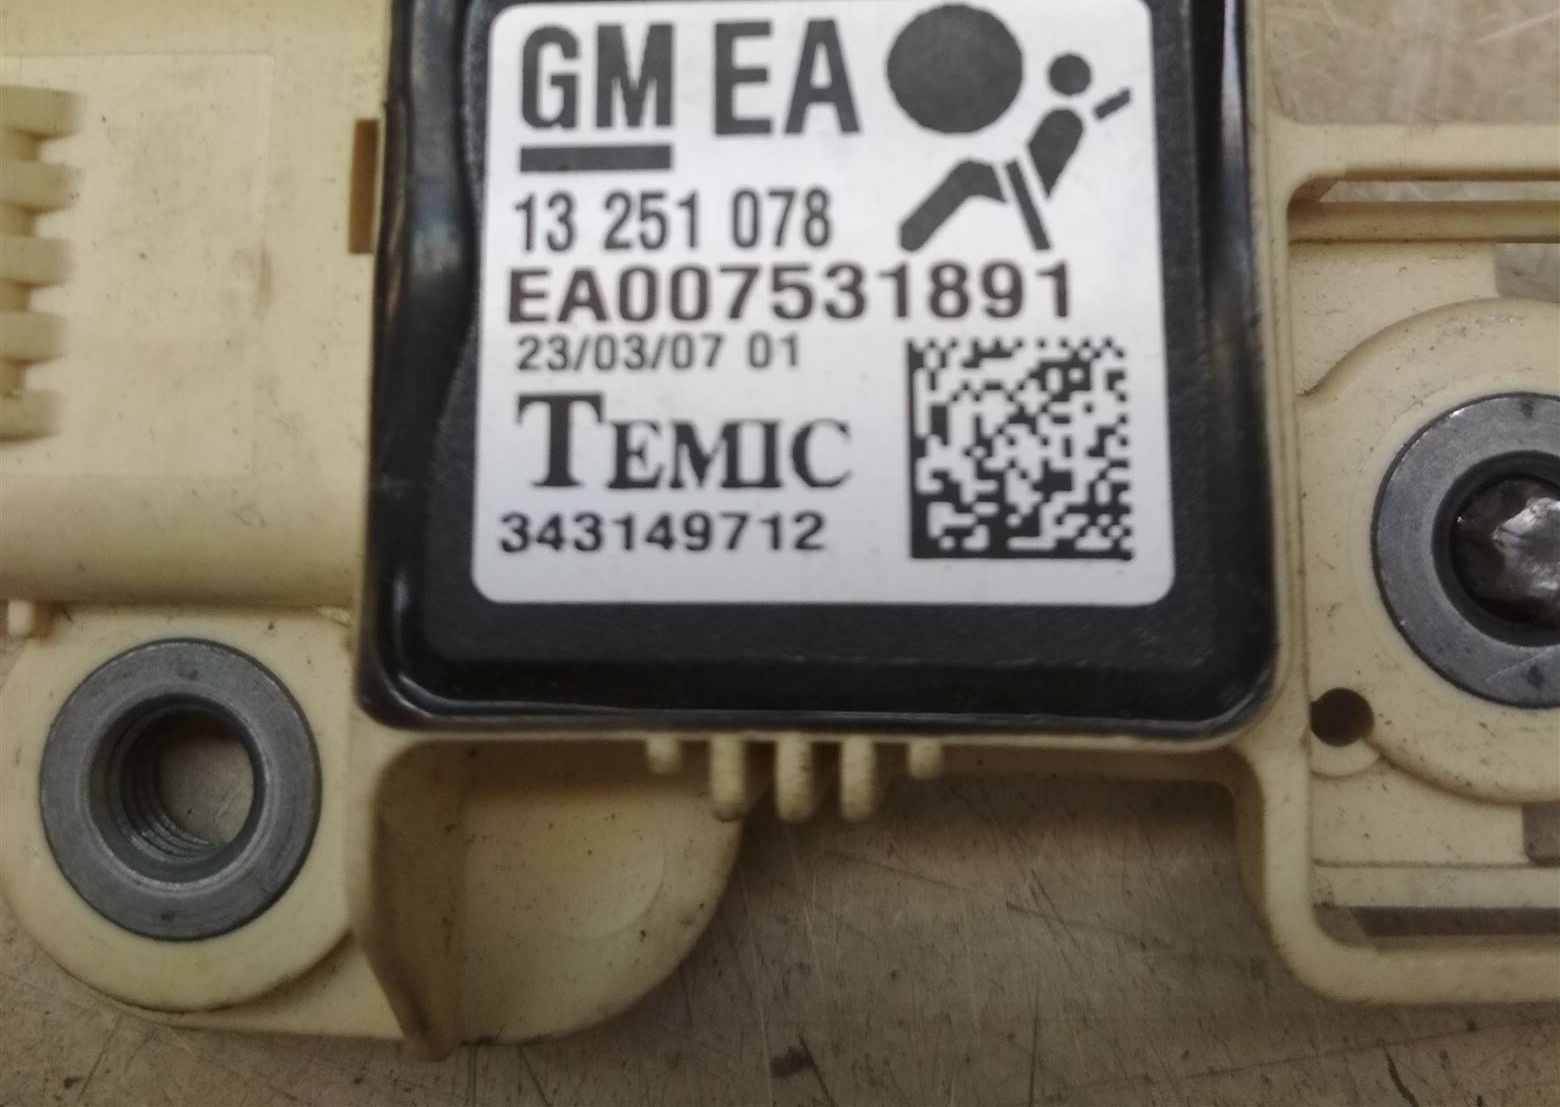 GM EA
13 251 078
EA007531891
23/03/07 01
TEMIC
343149712